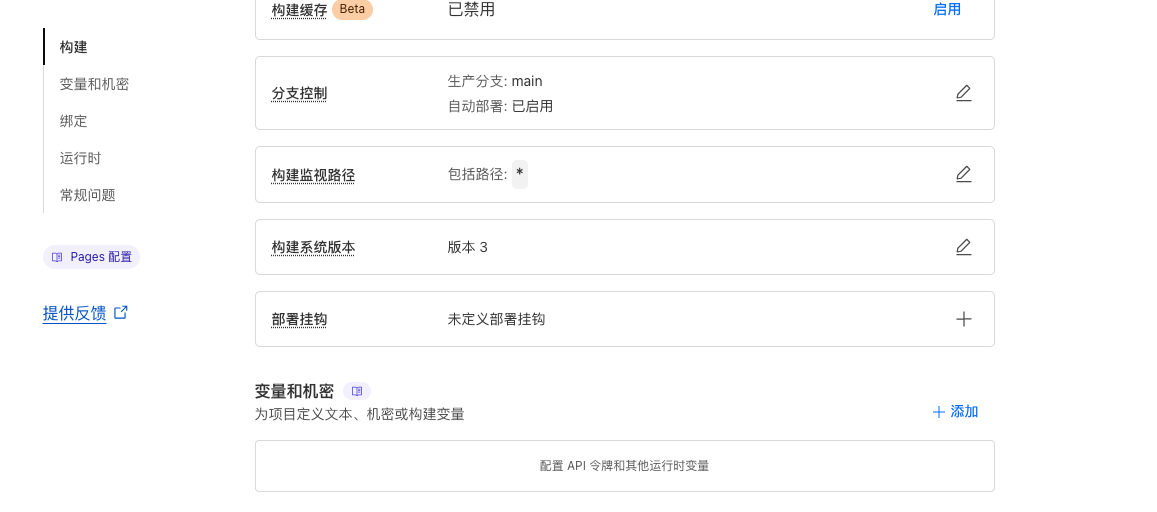 构建缓存 Beta 已禁用 启用
构建
变量和机密
绑定
运行时
常规问题
Pages 配置
提供反馈
分支控制
生产分支: main
自动部署: 已启用
构建监视路径 包括路径: *
构建系统版本 版本 3
部署挂钩 未定义部署挂钩
变量和机密
为项目定义文本、机密或构建变量
添加
配置 API 令牌和其他运行时变量